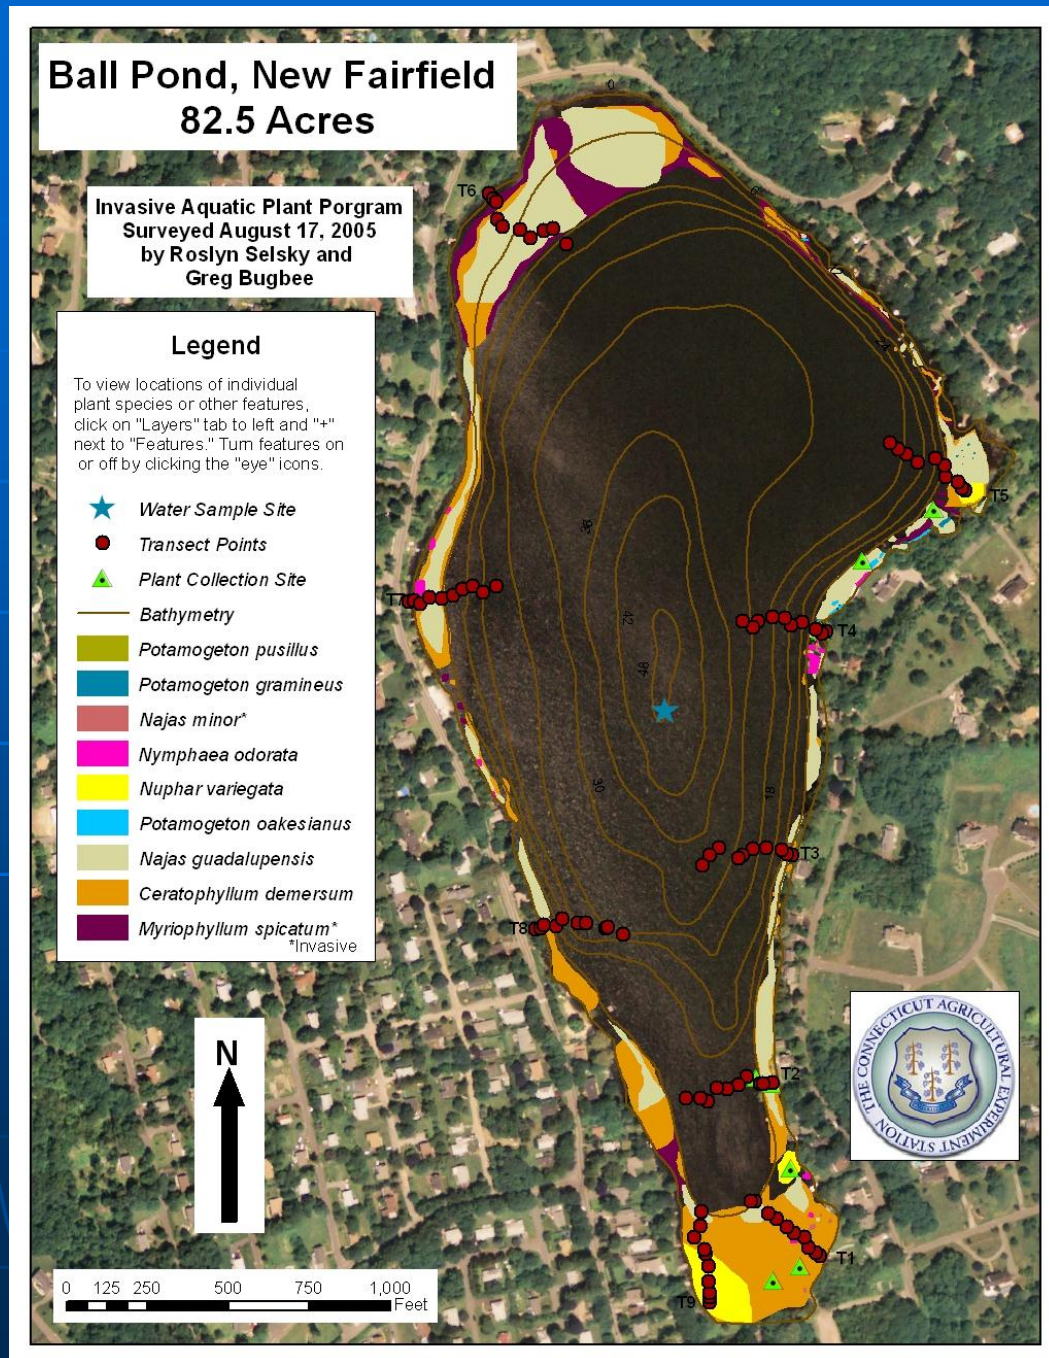 Ball Pond, New Fairfield
82.5 Acres
Invasive Aquatic Plant Porgram
Surveyed August 17, 2005
by Roslyn Selsky and
Greg Bugbee
Legend
To view locations of individual
plant species or other features,
click on "Layers" tab to left and "+"
next to "Features." Turn features on
or off by clicking the "eye" icons.
Water Sample Site
Transect Points
Plant Collection Site
Bathymetry
Potamogeton pusillus
Potamogeton gramineus
Najas minor*
Nymphaea odorata
Nuphar variegata
Potamogeton oakesianus
Najas guadalupensis
Ceratophyllum demersum
Myriophyllum spicatum*
*Invasive
0
6
24
T6
T5
T7
36
42
48
T4
30
18
T3
T8
T2
T1
T9
N
0 125 250 500 750 1,000
Feet
THE CONNECTICUT AGRICULTURAL EXPERIMENT STATION